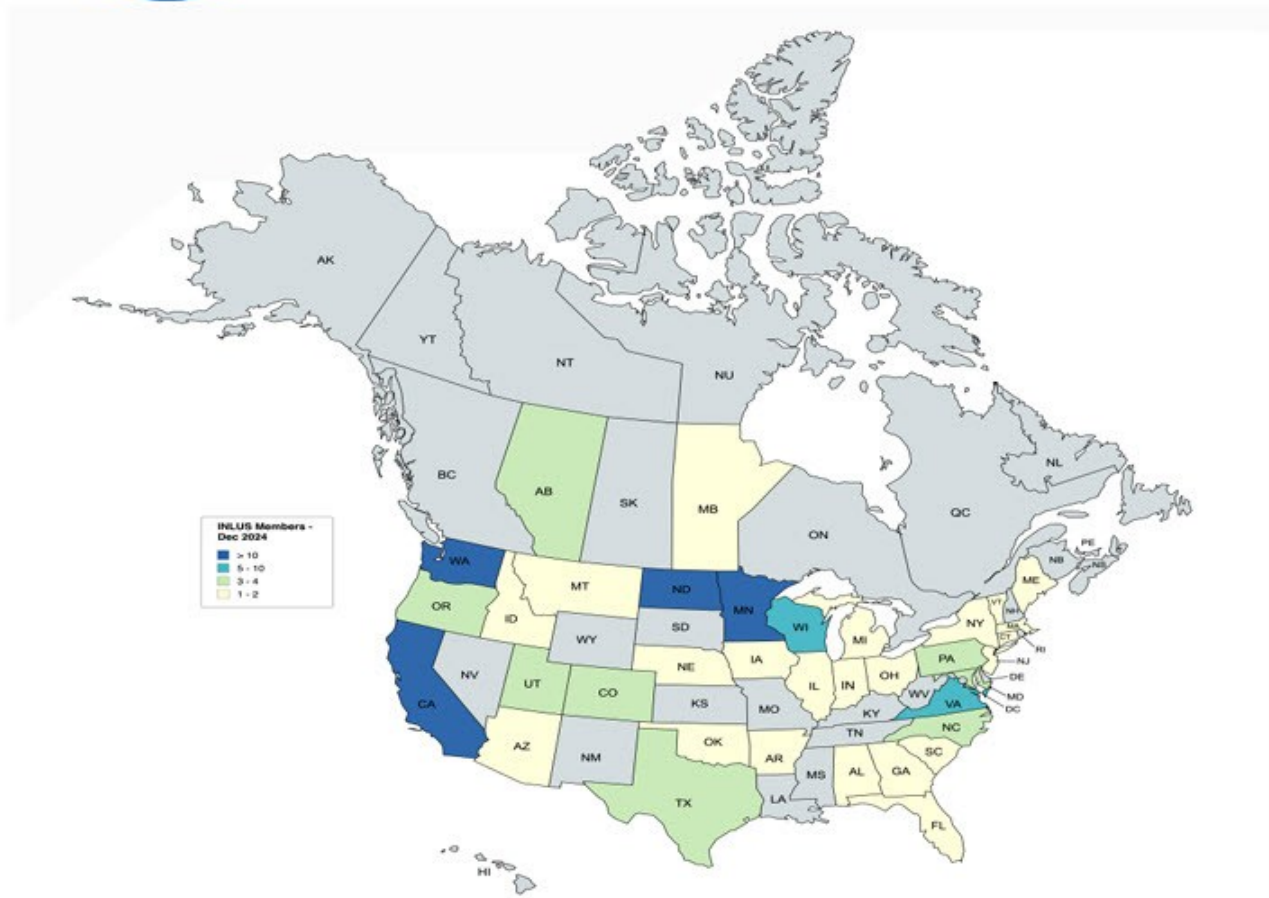 AK
YT
NT
NU
BC
AB
SK
MB
ON
QC
NL
PE
NB
NS
INLUS Members -
Dec 2024
> 10
5 - 10
3 - 4
1 - 2
WA
OR
ID
MT
ND
MN
WI
MI
ME
VT
NH
MA
CT
RI
NY
NJ
PA
DE
MD
DC
WY
SD
NE
IA
IL
IN
OH
WV
VA
NV
UT
CO
KS
MO
KY
NC
CA
AZ
NM
OK
AR
TN
SC
TX
LA
MS
AL
GA
FL
HI